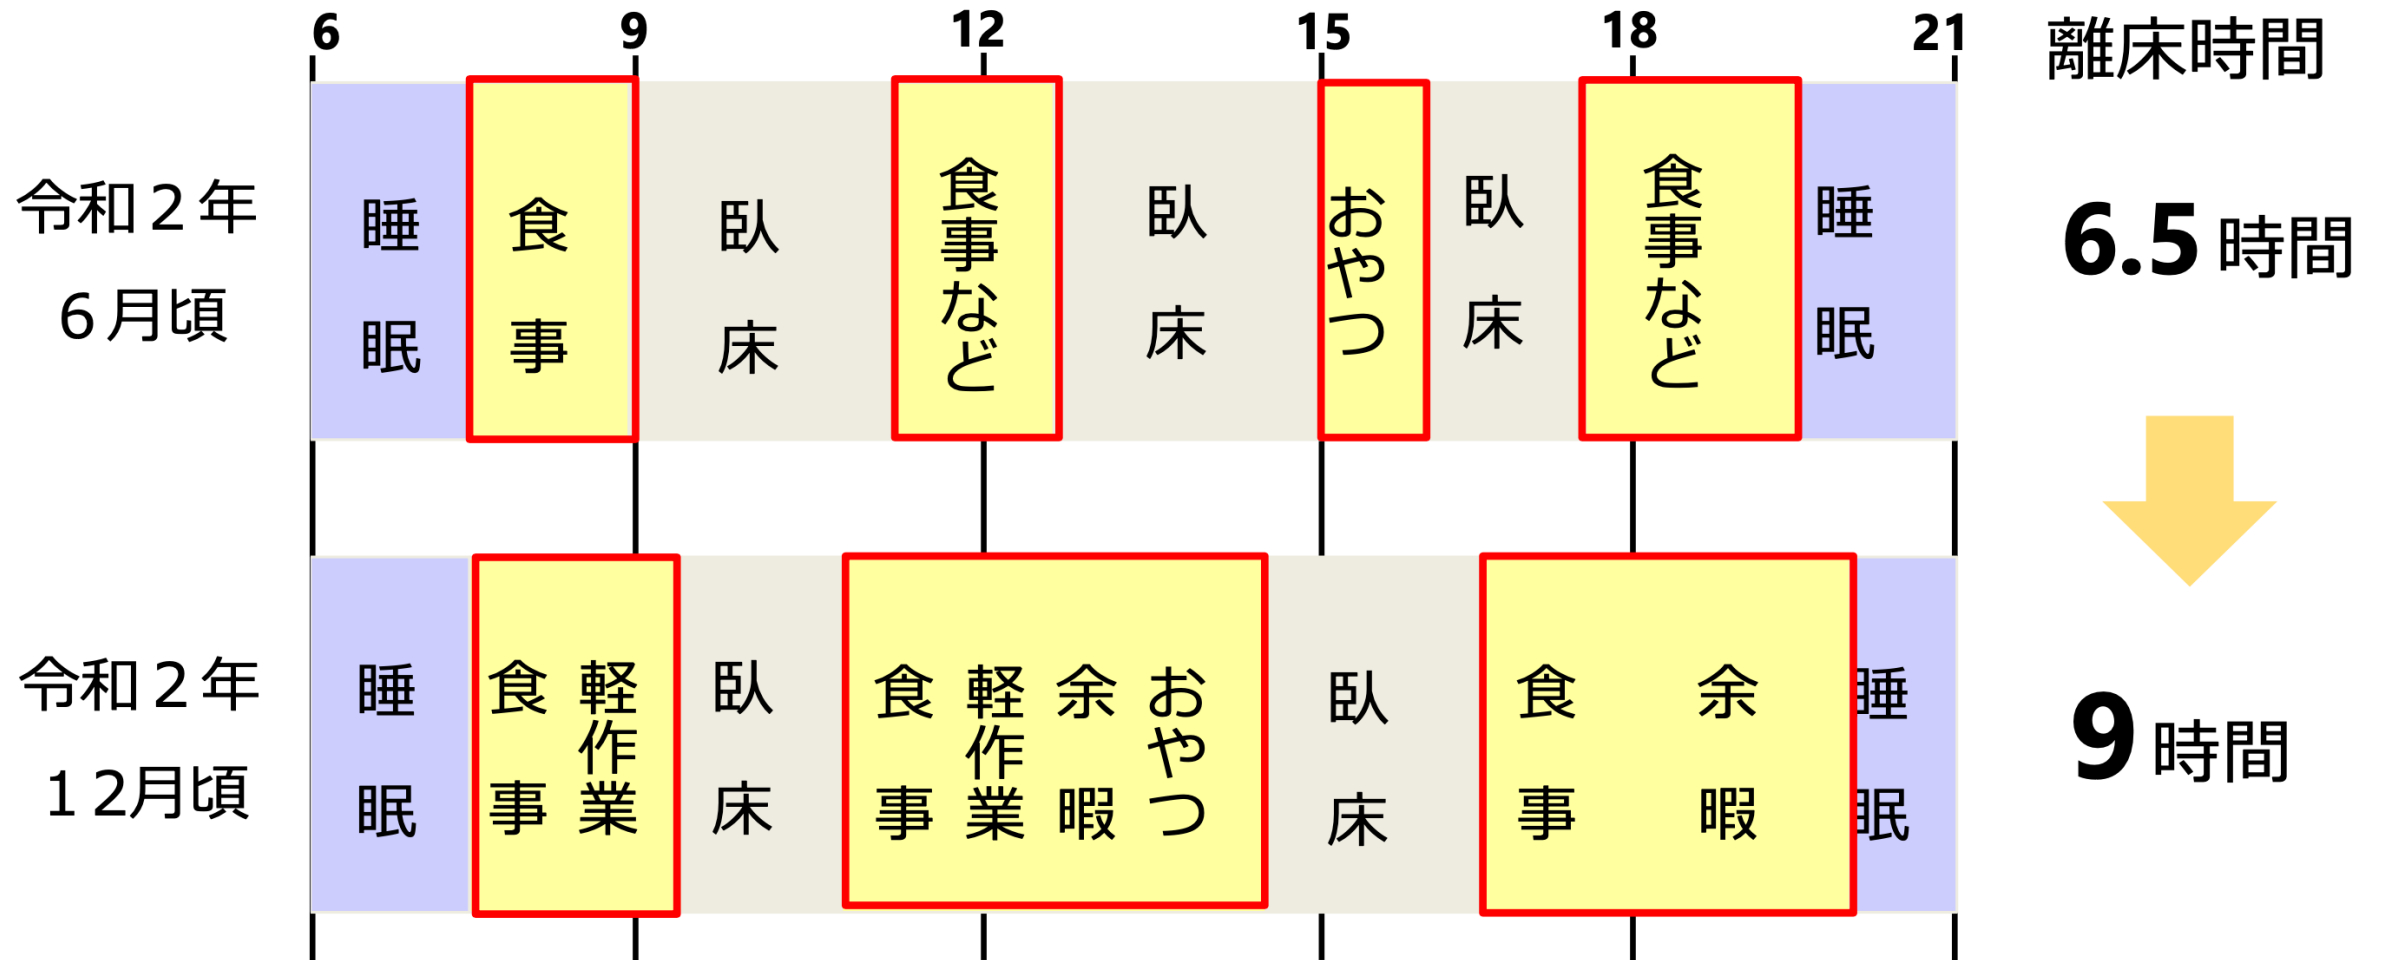 6 9 12 15 18 21 離床時間
令和２年
６月頃
睡眠
食事
臥床
食事など
臥床
おやつ
臥床
食事など
睡眠
6.5時間
令和２年
１２月頃
睡眠
食事
軽作業
臥床
食事
軽作業
余暇
おやつ
臥床
食事
余暇
睡眠
9時間